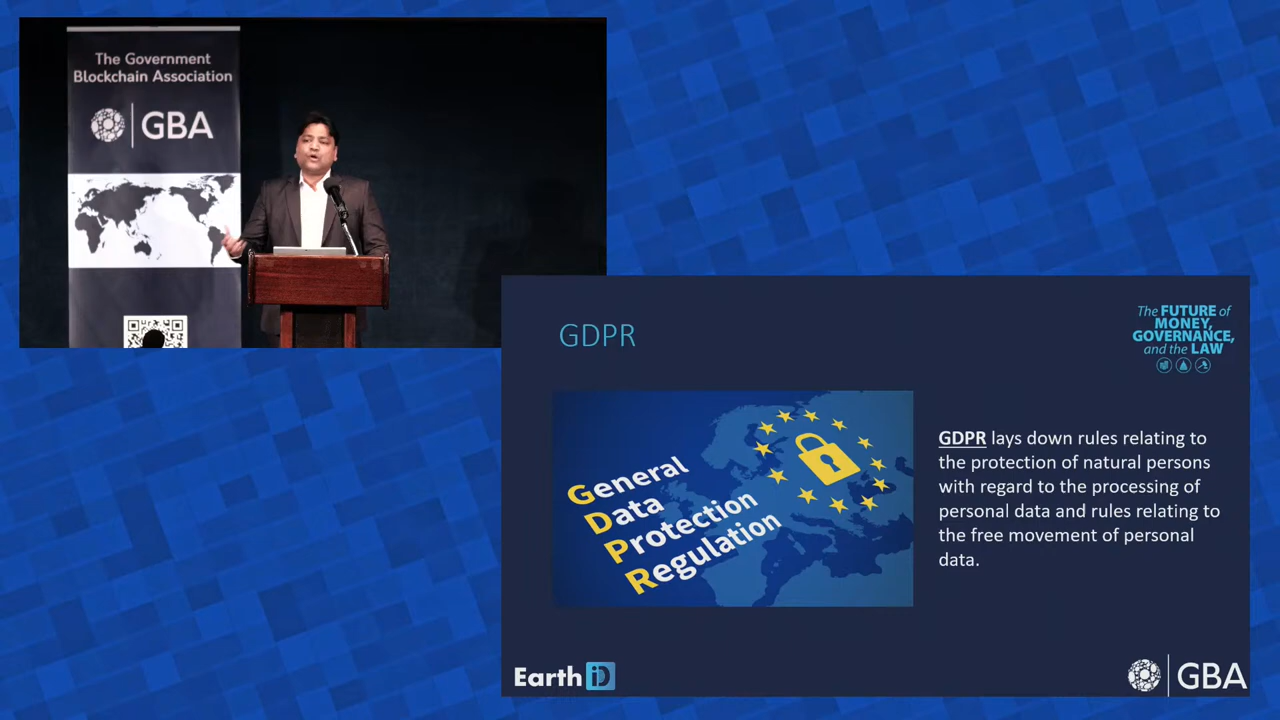 The Government
Blockchain Association
GBA
GDPR
The FUTURE of
MONEY,
GOVERNANCE,
and the LAW
General
Data
Protection
Regulation
GDPR lays down rules relating to
the protection of natural persons
with regard to the processing of
personal data and rules relating to
the free movement of personal
data.
Earth iD
GBA